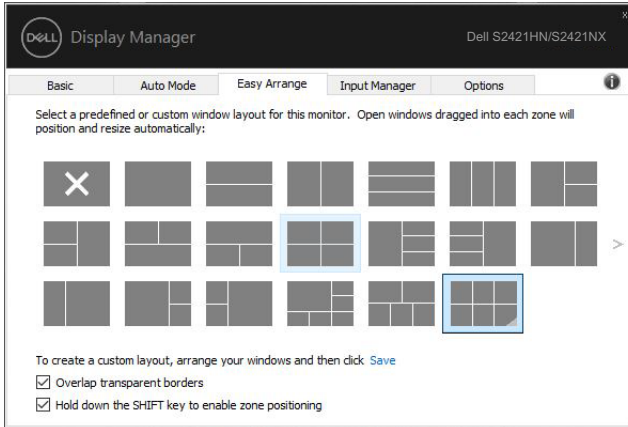 DELL Display Manager
Dell S2421HN/S2421NX
Basic Auto Mode Easy Arrange Input Manager Options
Select a predefined or custom window layout for this monitor. Open windows dragged into each zone will
position and resize automatically:
To create a custom layout, arrange your windows and then click Save
Overlap transparent borders
Hold down the SHIFT key to enable zone positioning